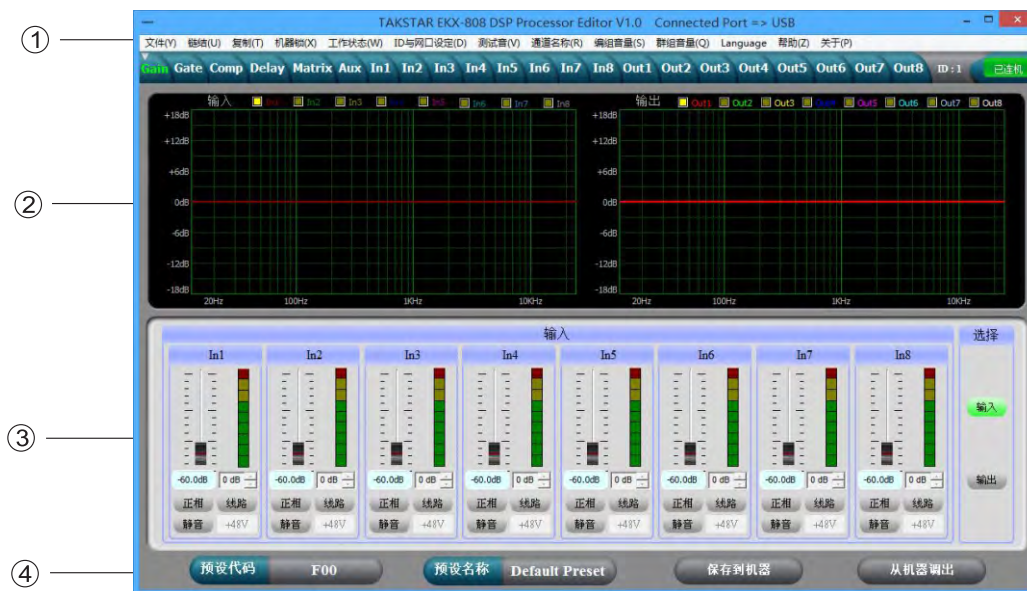 TAKSTAR EKX-808 DSP Processor Editor V1.0 Connected Port => USB
①
文件(Y) 链结(U) 复制(T) 机器锁(X) 工作状态(W) ID与网口设定(D) 测试音(V) 通道名称(R) 编组音量(S) 群组音量(Q) Language 帮助(Z) 关于(P)
Gain Gate Comp Delay Matrix Aux In1 In2 In3 In4 In5 In6 In7 In8 Out1 Out2 Out3 Out4 Out5 Out6 Out7 Out8 ID:1 已连机
输入 In1 In2 In3 In4 In5 In6 In7 In8
输出 Out1 Out2 Out3 Out4 Out5 Out6 Out7 Out8
+18dB +18dB
+12dB +12dB
+6dB +6dB
②
0dB 0dB
-6dB -6dB
-12dB -12dB
-18dB -18dB
20Hz 100Hz 1KHz 10KHz 20Hz 100Hz 1KHz 10KHz
输入 选择
In1 In2 In3 In4 In5 In6 In7 In8
输入
③
-60.0dB 0 dB -60.0dB 0 dB -60.0dB 0 dB -60.0dB 0 dB -60.0dB 0 dB -60.0dB 0 dB -60.0dB 0 dB -60.0dB 0 dB 输出
正相 线路 正相 线路 正相 线路 正相 线路 正相 线路 正相 线路 正相 线路 正相 线路
静音 +48V 静音 +48V 静音 +48V 静音 +48V 静音 +48V 静音 +48V 静音 +48V 静音 +48V
④
预设代码 F00 预设名称 Default Preset 保存到机器 从机器调出